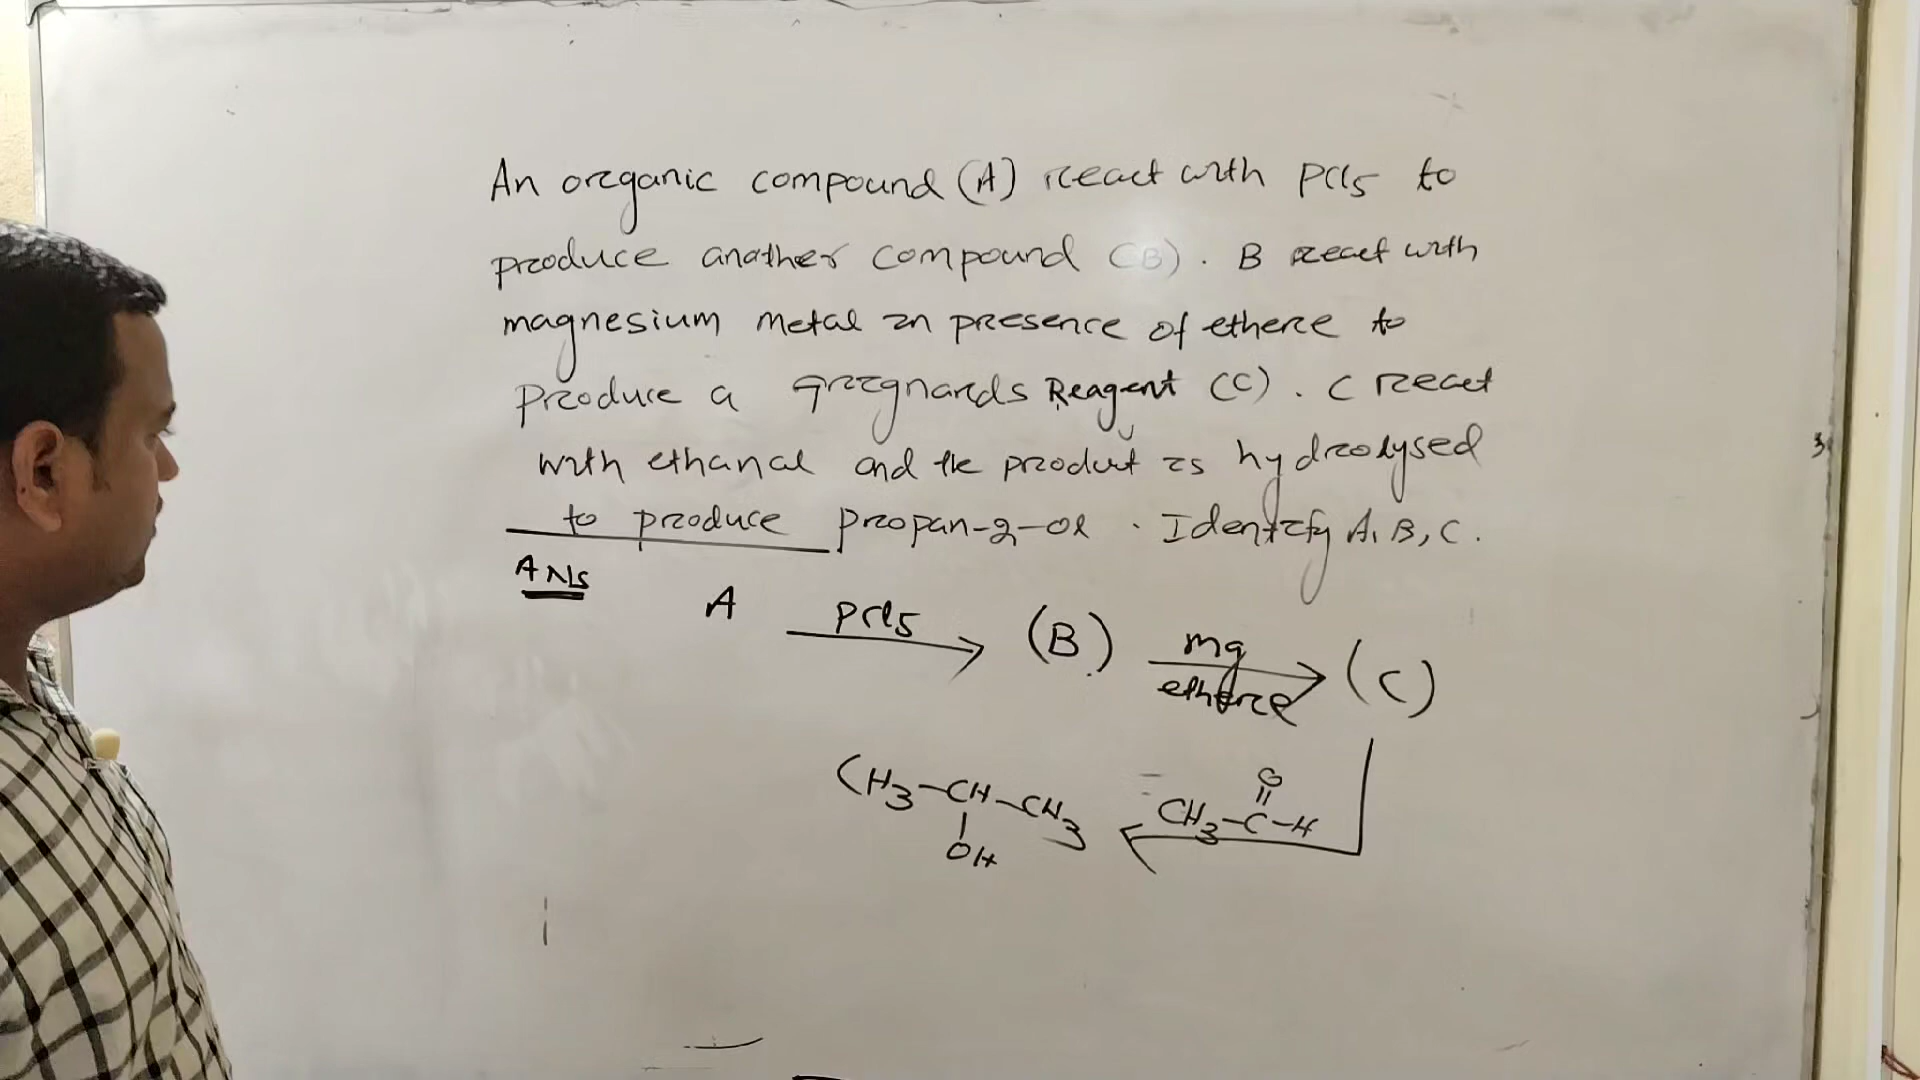 An organic compound (A) react with PCl5 to
produce another compound (B). B react with
magnesium metal in presence of ether to
produce a Grignards Reagent (C). C react
with ethanal and the product is hydrolysed
to produce propan-2-ol. Identify A, B, C.
Ans
A PCl5 (B) mg ether (C)
CH3-CH-CH3
OH
O
CH3-C-H